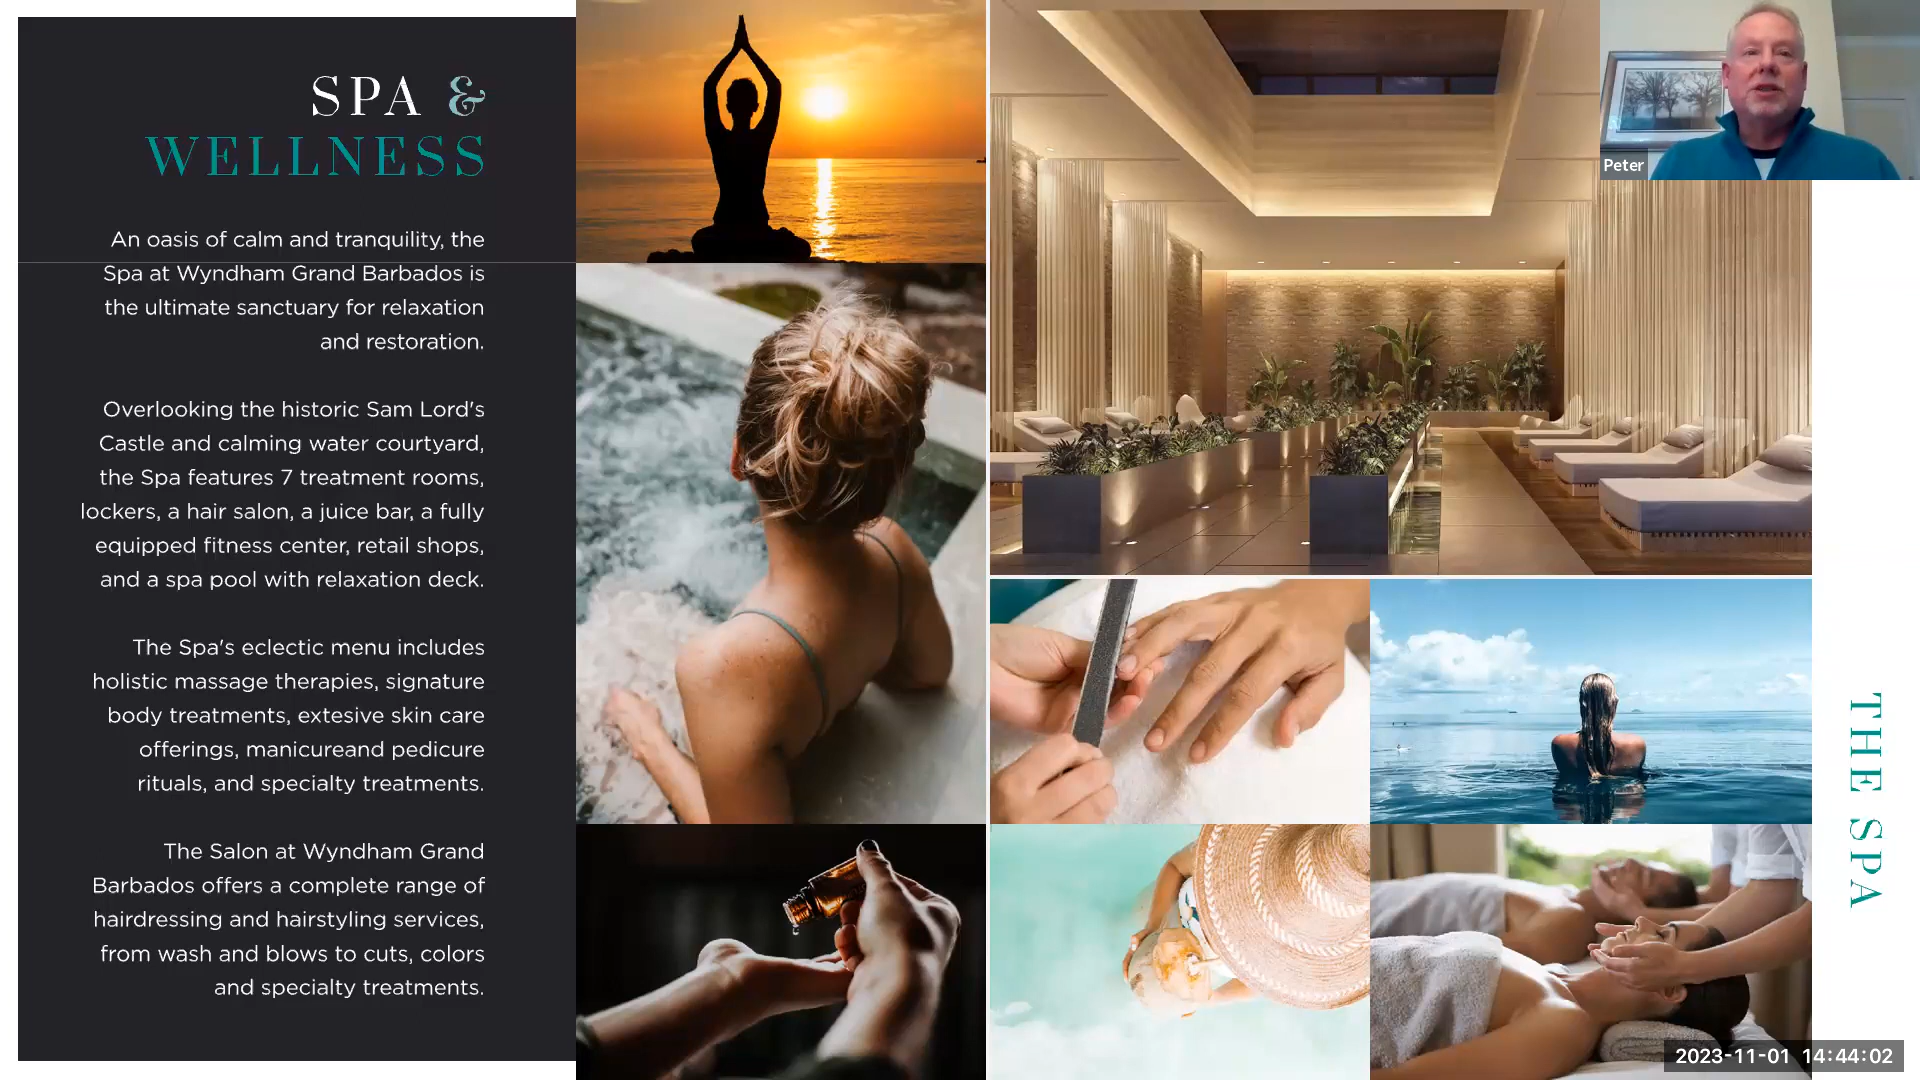 SPA &
WELLNESS
An oasis of calm and tranquility, the
Spa at Wyndham Grand Barbados is
the ultimate sanctuary for relaxation
and restoration.
Overlooking the historic Sam Lord's
Castle and calming water courtyard,
the Spa features 7 treatment rooms,
lockers, a hair salon, a juice bar, a fully
equipped fitness center, retail shops,
and a spa pool with relaxation deck.
The Spa's eclectic menu includes
holistic massage therapies, signature
body treatments, extesive skin care
offerings, manicureand pedicure
rituals, and specialty treatments.
The Salon at Wyndham Grand
Barbados offers a complete range of
hairdressing and hairstyling services,
from wash and blows to cuts, colors
and specialty treatments.
Peter
THE SPA
2023-11-01 14:44:02